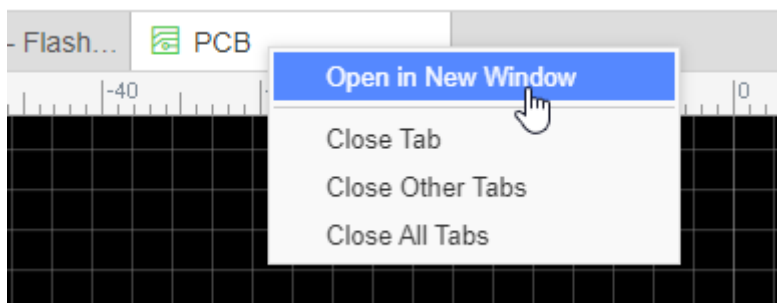 - Flash... PCB
-40 0
Open in New Window
Close Tab
Close Other Tabs
Close All Tabs